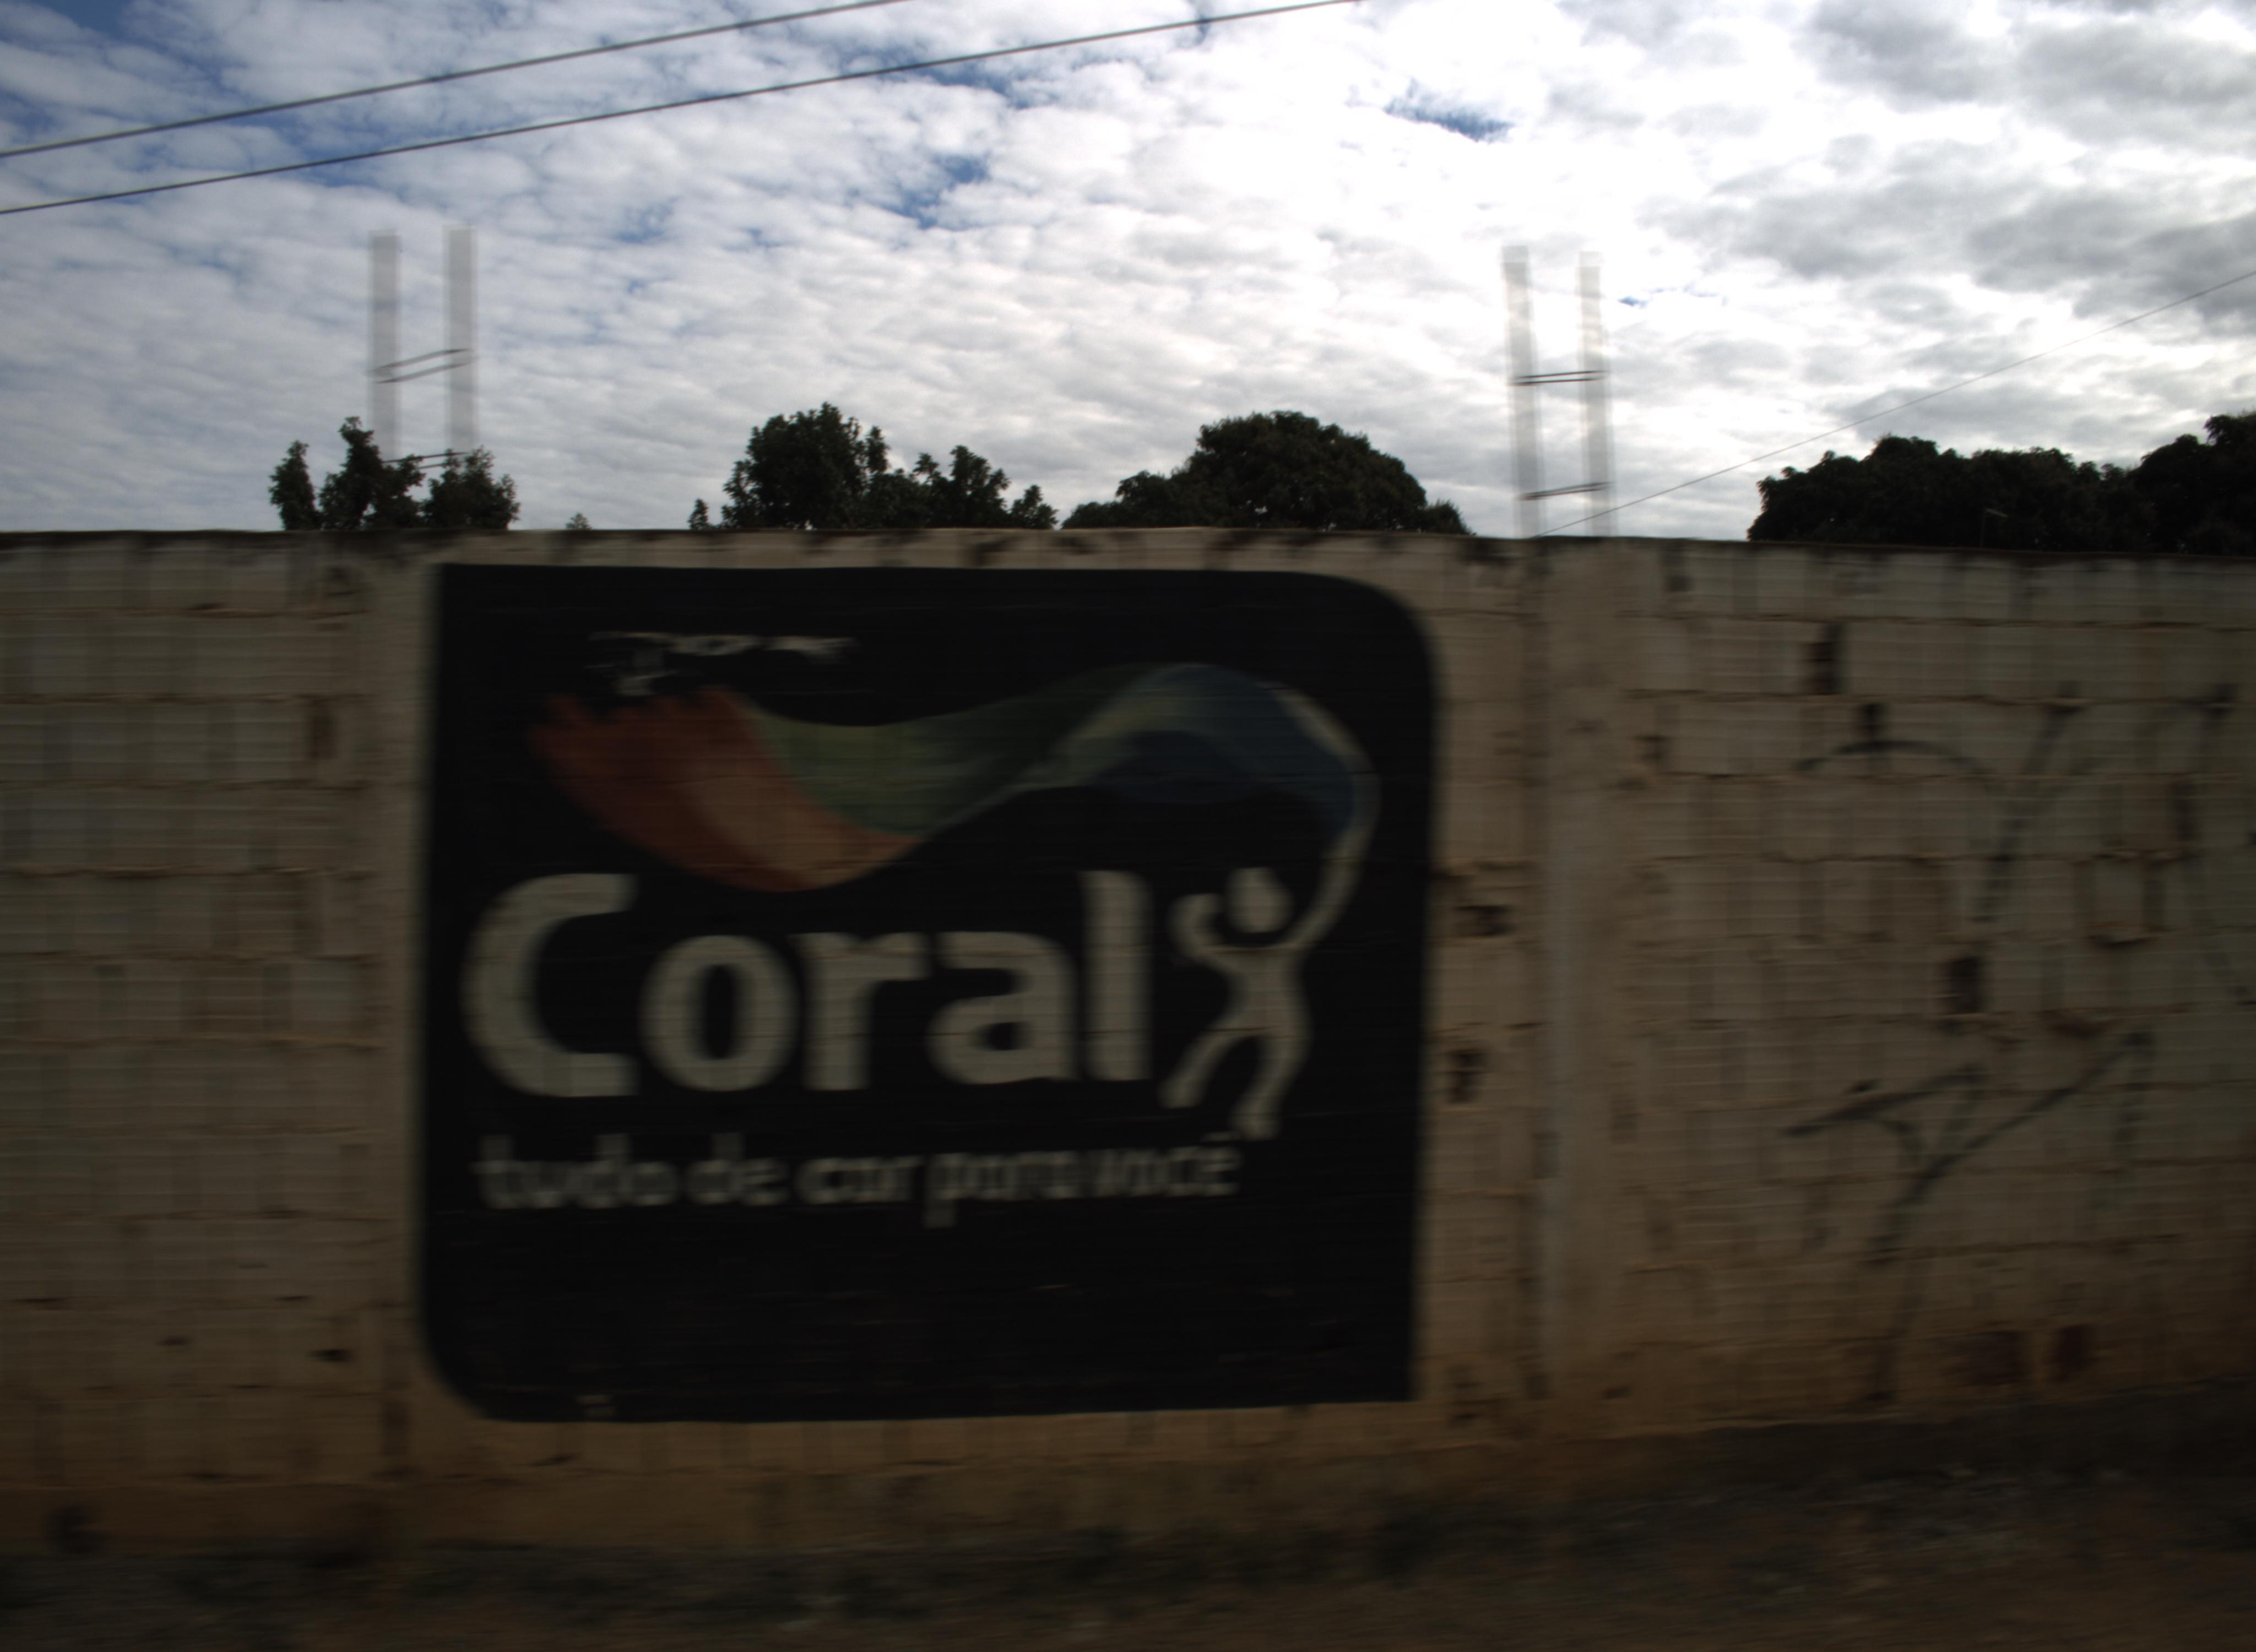 Coral
tudo de cor para você